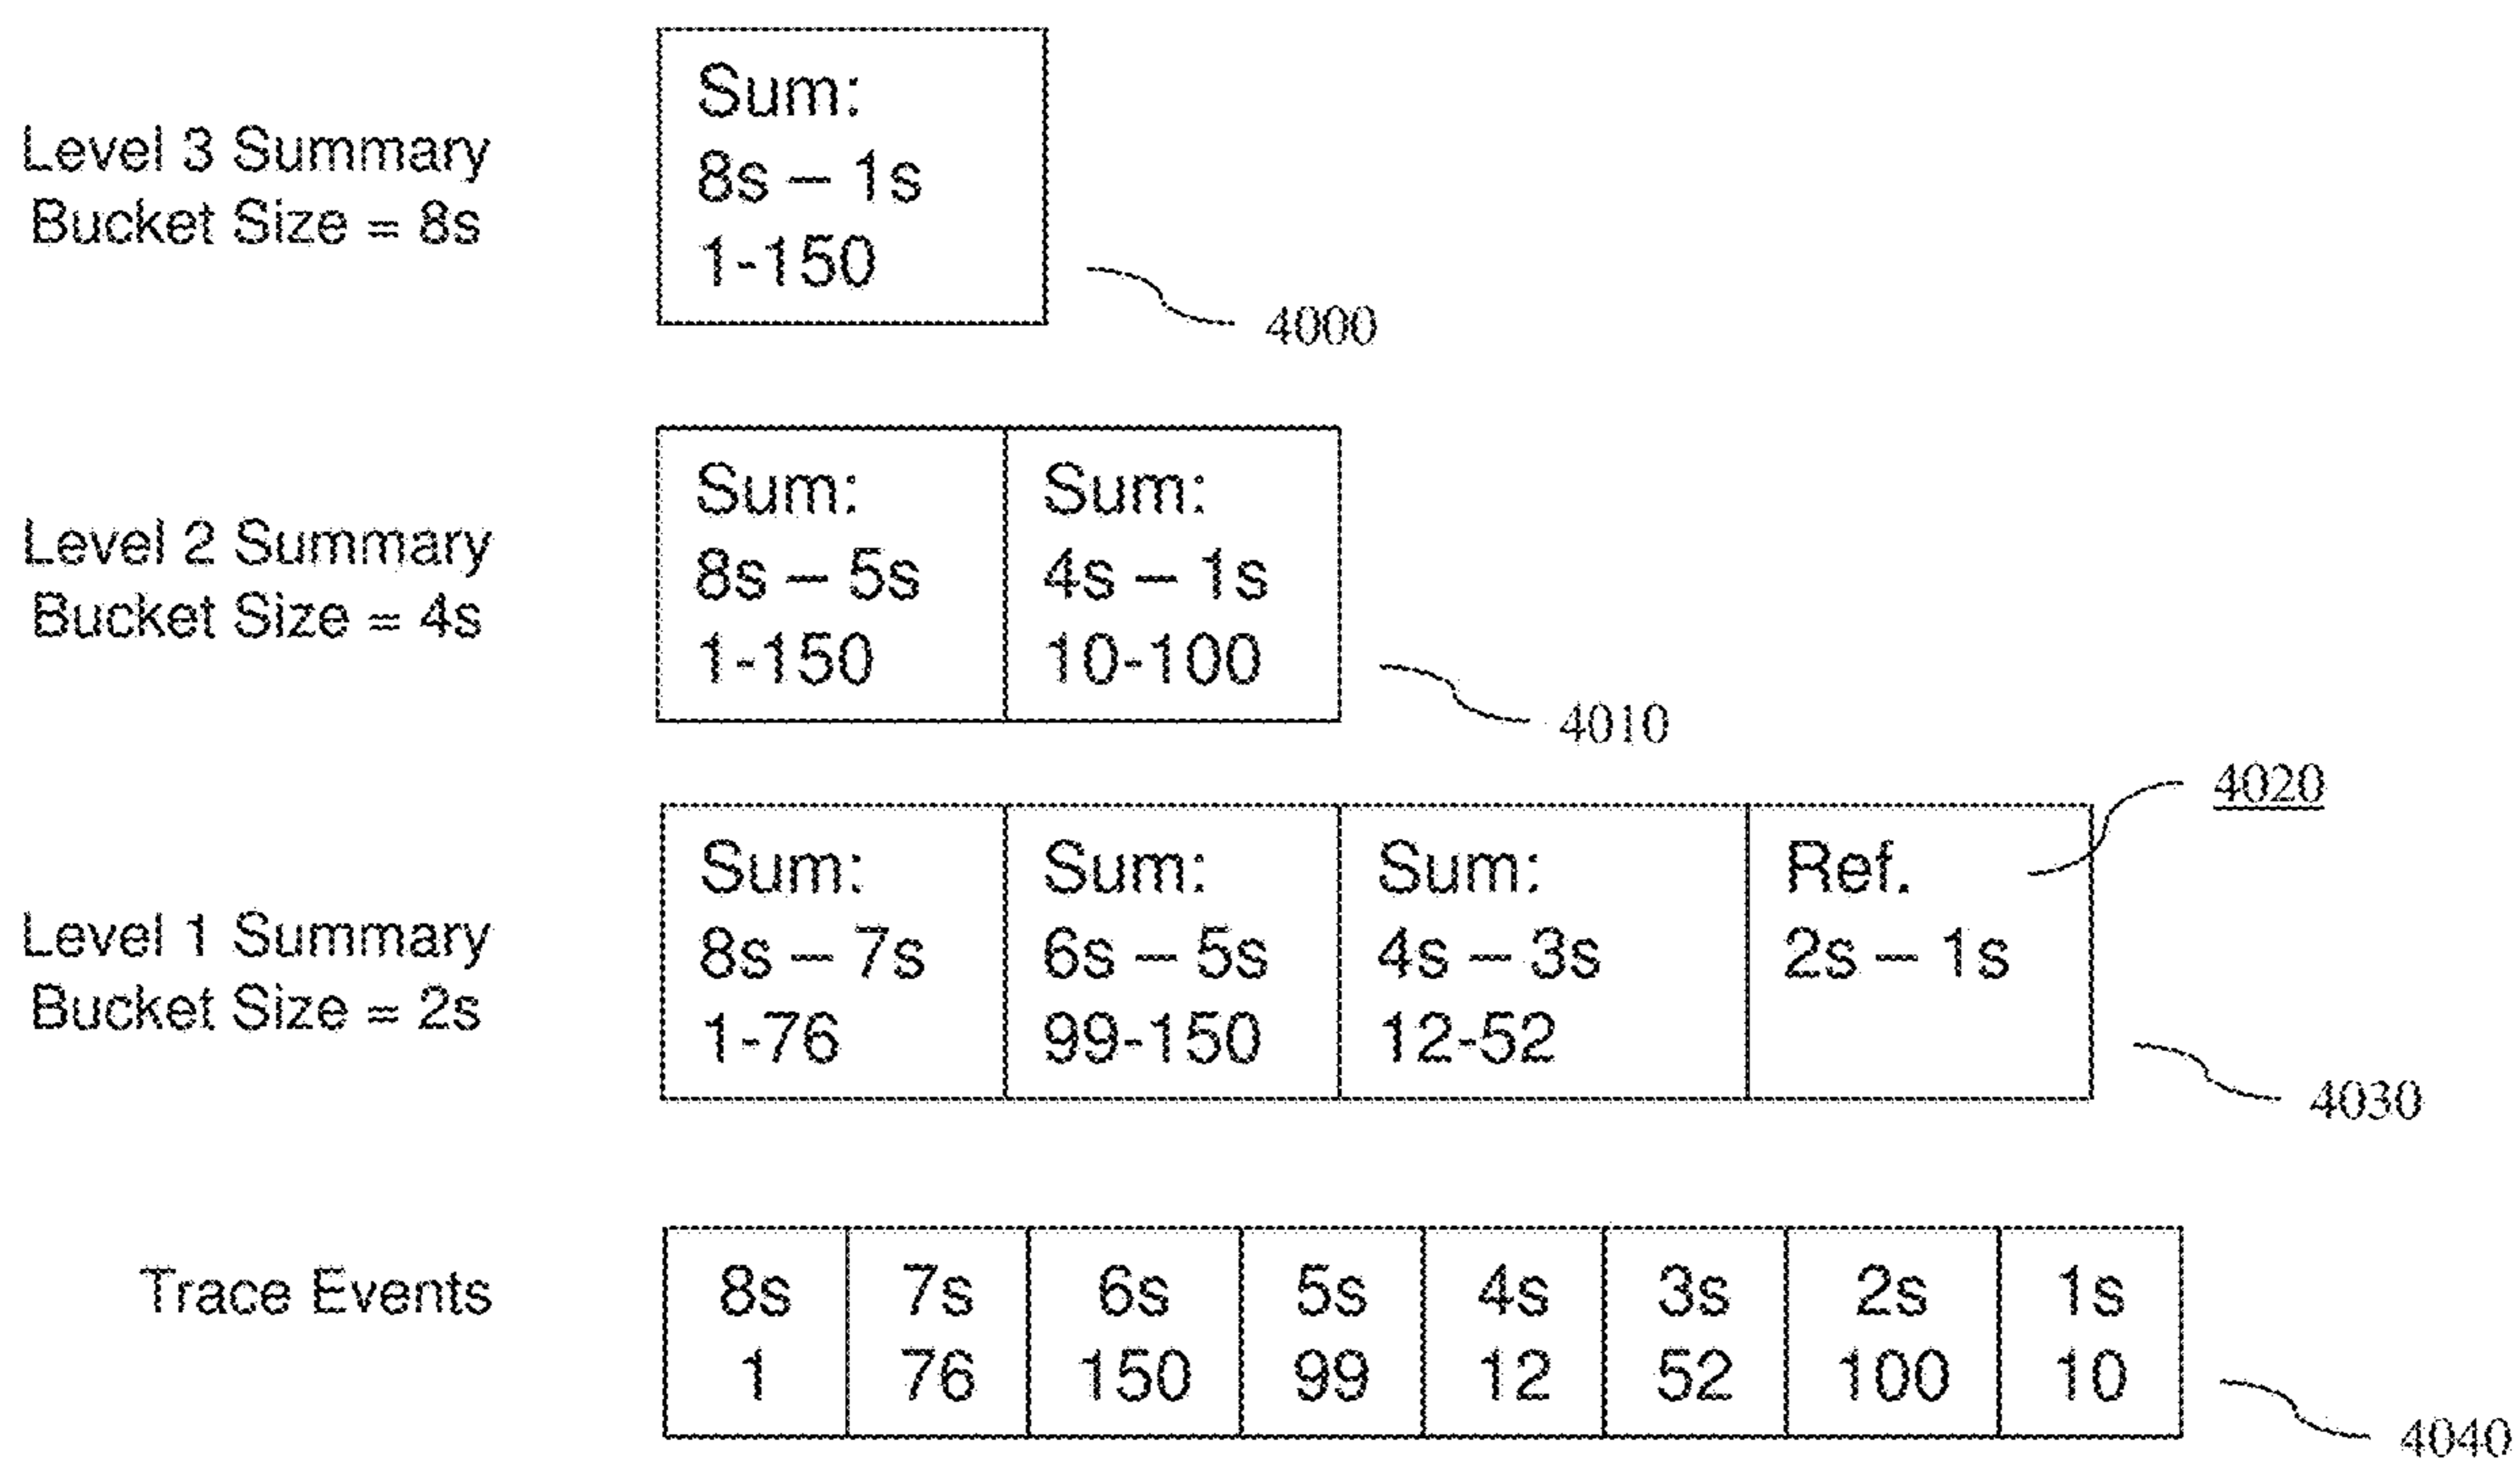 Level 3 Summary
Bucket Size = 8s
Sum:
8s – 1s
1-150
4000
Level 2 Summary
Bucket Size = 4s
Sum:
8s – 5s
1-150
Sum:
4s – 1s
10-100
4010
4020
Level 1 Summary
Bucket Size = 2s
Sum:
8s – 7s
1-76
Sum:
6s – 5s
99-150
Sum:
4s – 3s
12-52
Ref.
2s – 1s
4030
Trace Events
8s
1
7s
76
6s
150
5s
99
4s
12
3s
52
2s
100
1s
10
4040